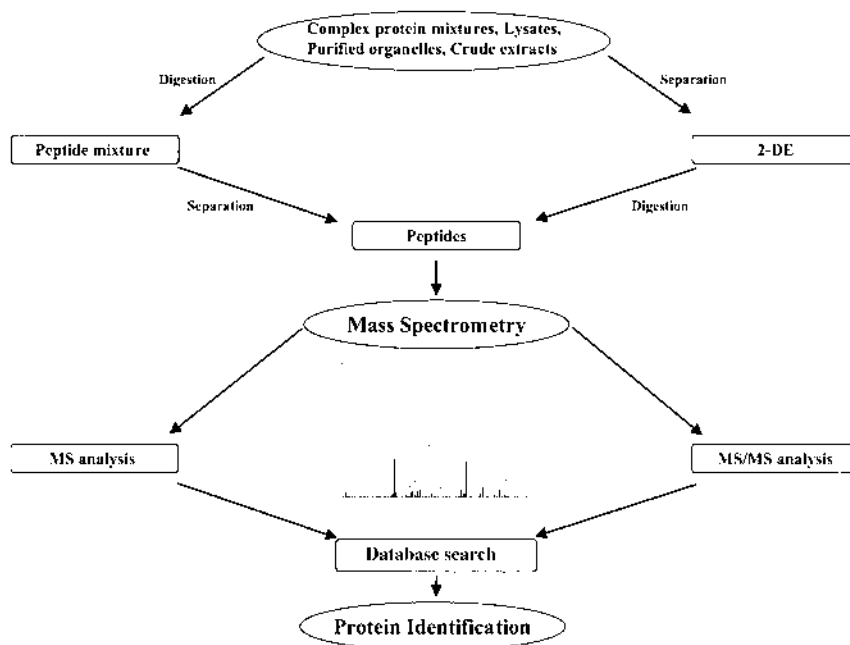 Complex protein mixtures, Lysates,
Purified organelles, Crude extracts
Digestion
Separation
Peptide mixture
2-DE
Separation
Digestion
Peptides
Mass Spectrometry
MS analysis
MS/MS analysis
Database search
Protein Identification